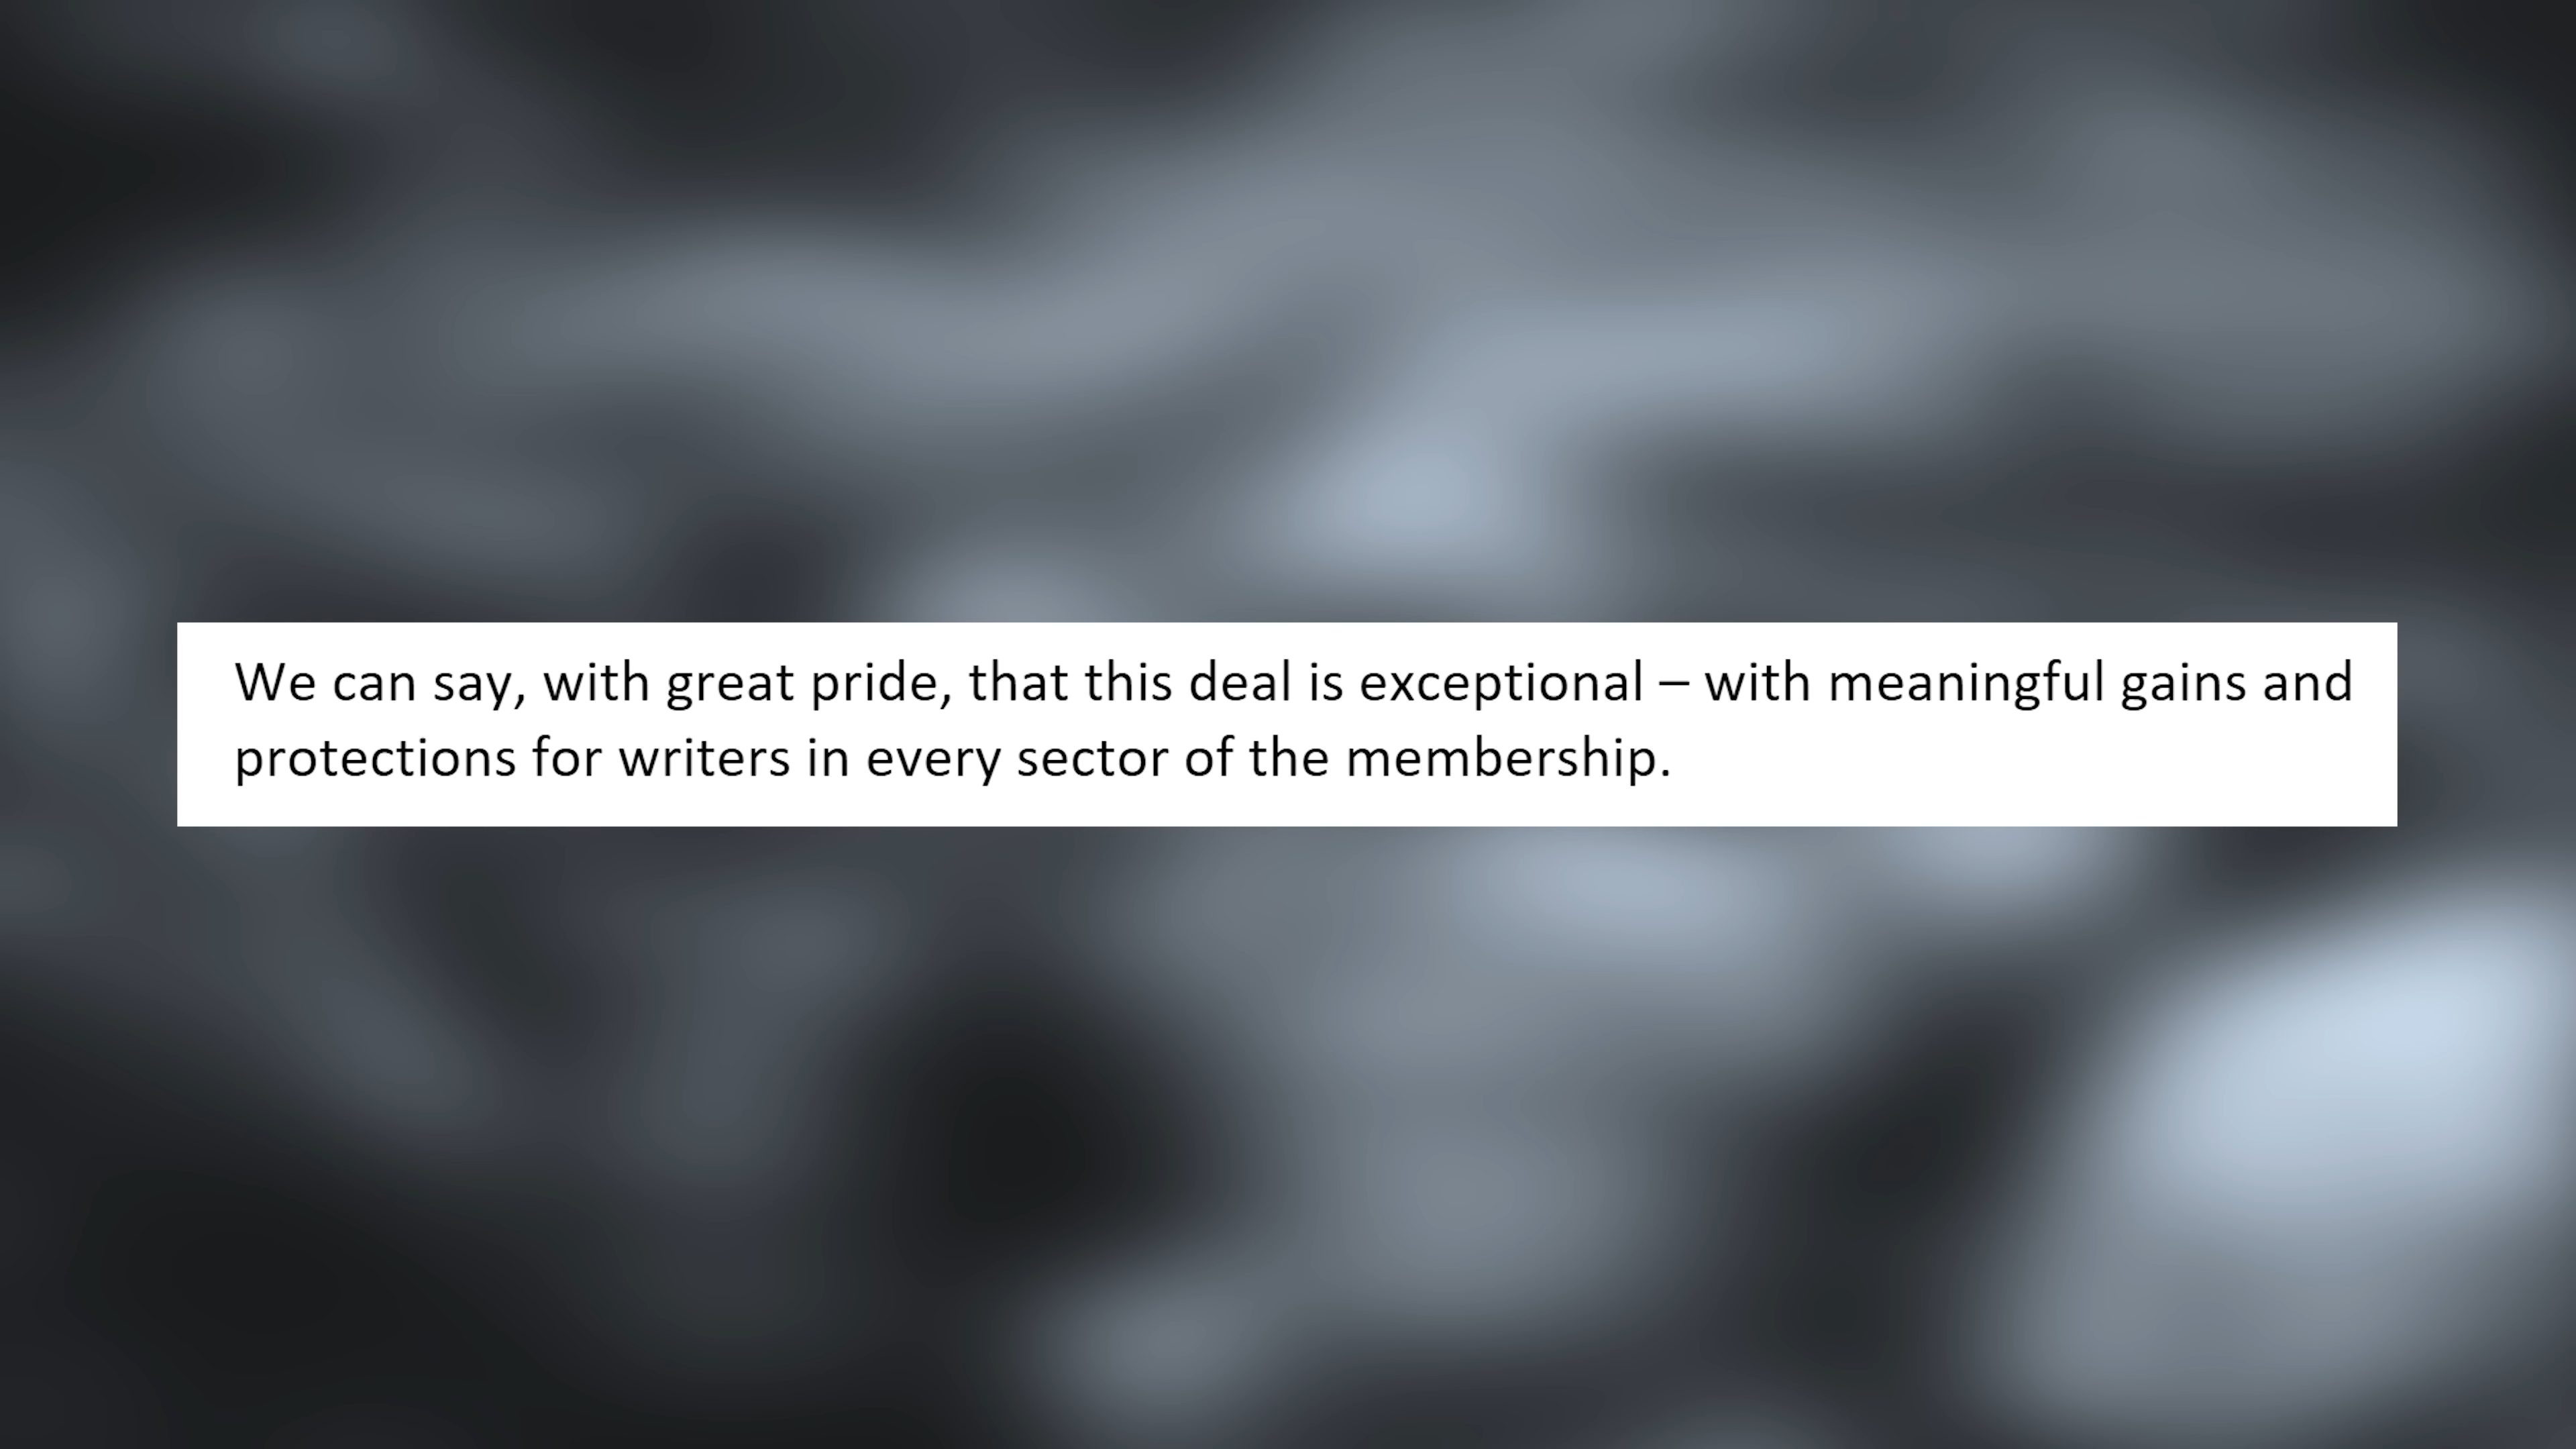 We can say, with great pride, that this deal is exceptional – with meaningful gains and
protections for writers in every sector of the membership.